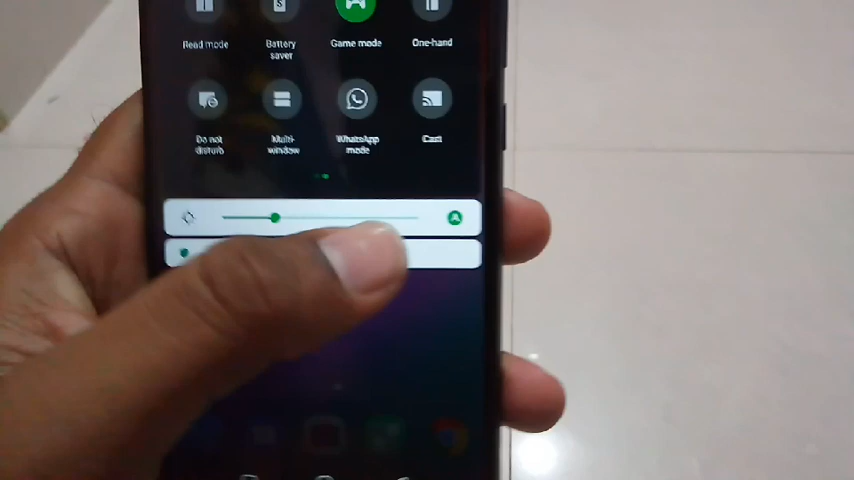 Read mode Battery saver Game mode One-hand
Do not disturb Multi-window WhatsApp mode Cast
A